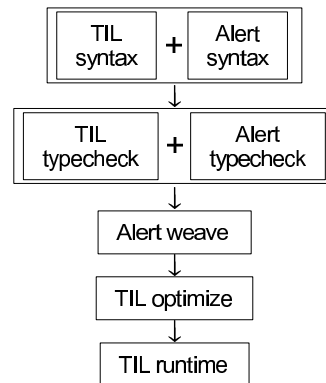 TIL
syntax
+
Alert
syntax
TIL
typecheck
+
Alert
typecheck
Alert weave
TIL optimize
TIL runtime